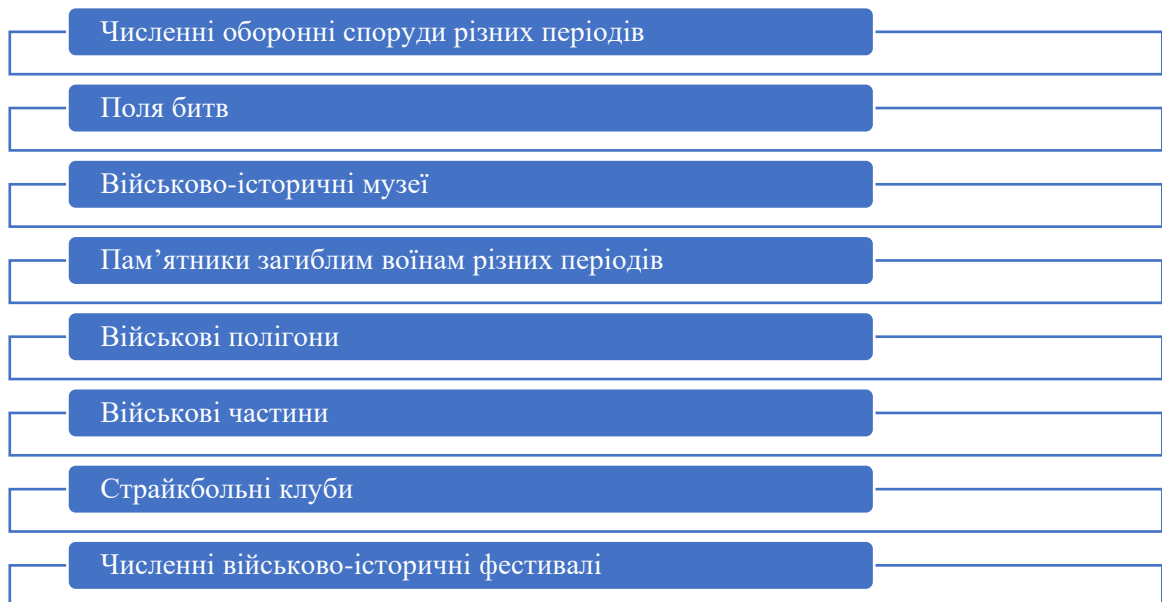 Численні оборонні споруди різних періодів
Поля битв
Військово-історичні музеї
Пам’ятники загиблим воїнам різних періодів
Військові полігони
Військові частини
Страйкбольні клуби
Численні військово-історичні фестивалі